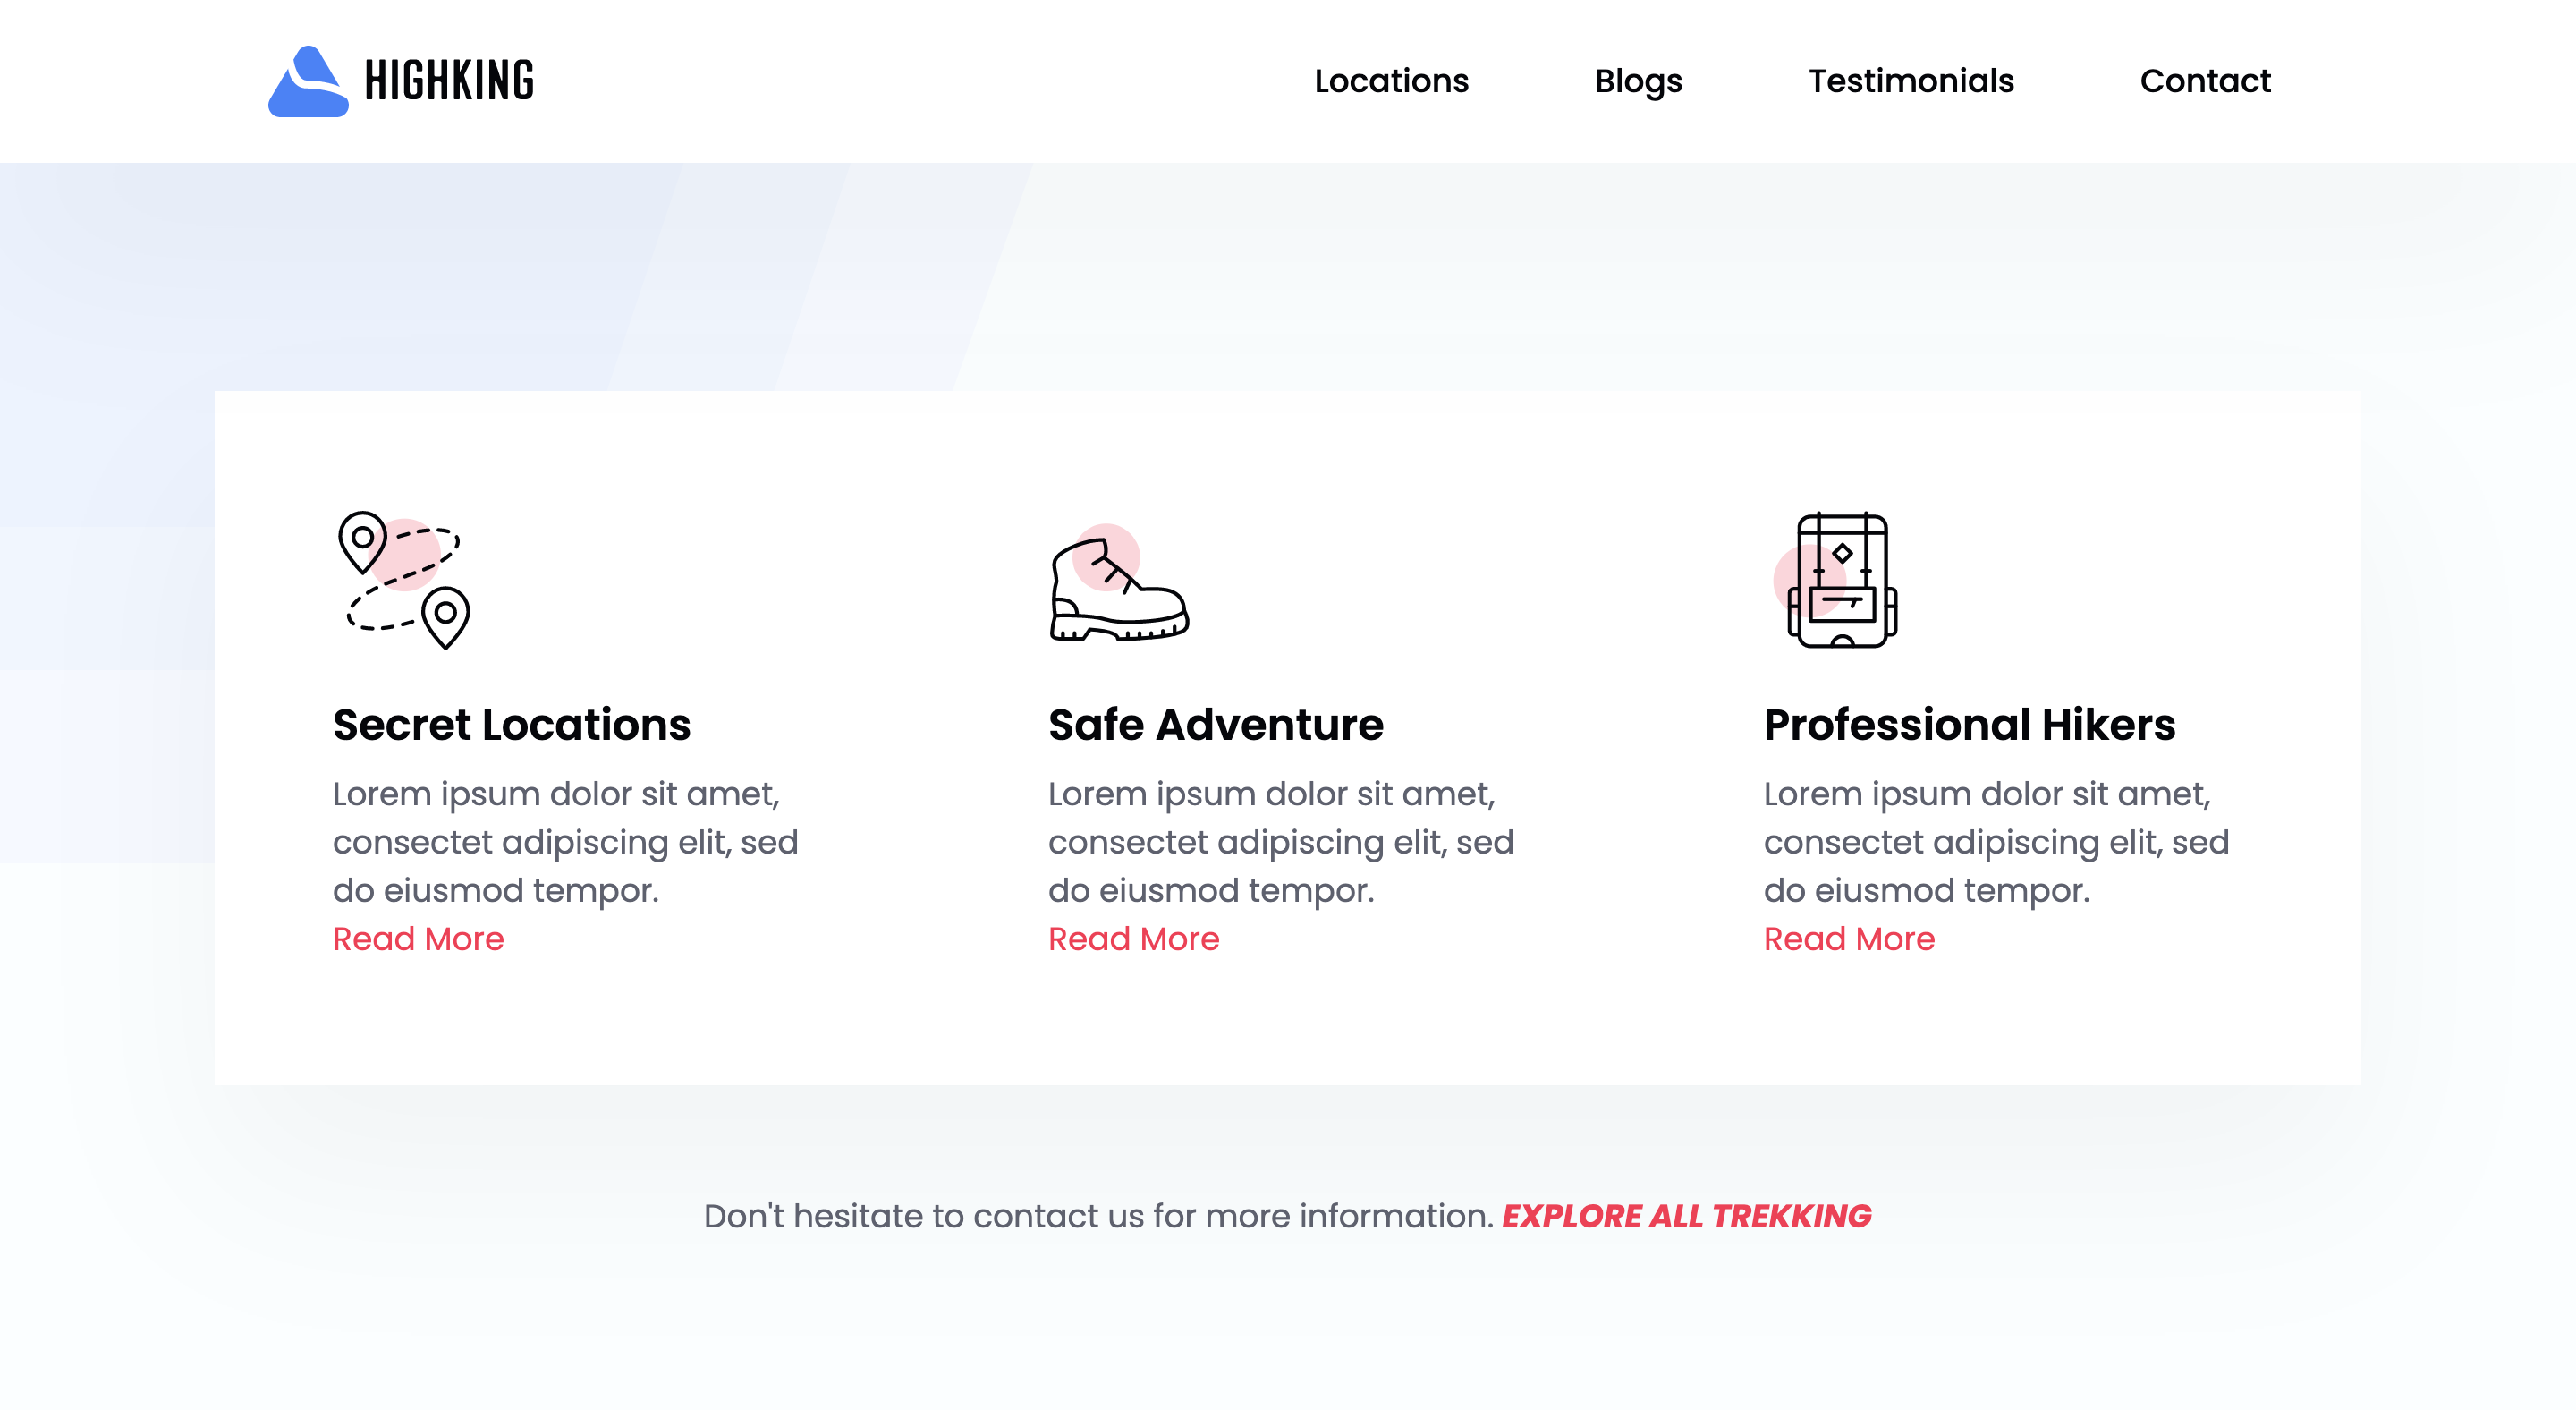 HIGHKING
Locations
Blogs
Testimonials
Contact
Secret Locations
Lorem ipsum dolor sit amet,
consectet adipiscing elit, sed
do eiusmod tempor.
Read More
Safe Adventure
Lorem ipsum dolor sit amet,
consectet adipiscing elit, sed
do eiusmod tempor.
Read More
Professional Hikers
Lorem ipsum dolor sit amet,
consectet adipiscing elit, sed
do eiusmod tempor.
Read More
Don't hesitate to contact us for more information. EXPLORE ALL TREKKING